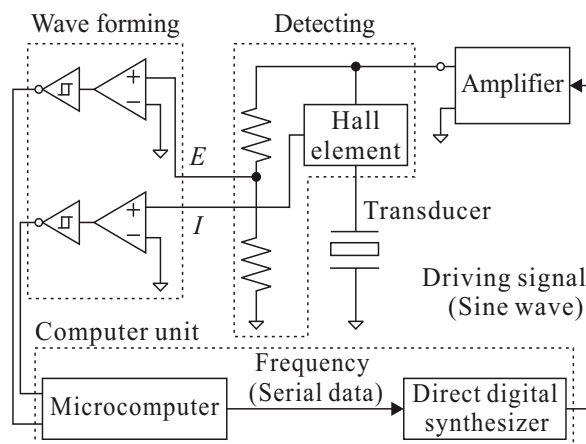 Wave forming
Detecting
+
−
E
Hall
element
Amplifier
+
−
I
Transducer
Driving signal
(Sine wave)
Computer unit
Microcomputer
Frequency
(Serial data)
Direct digital
synthesizer